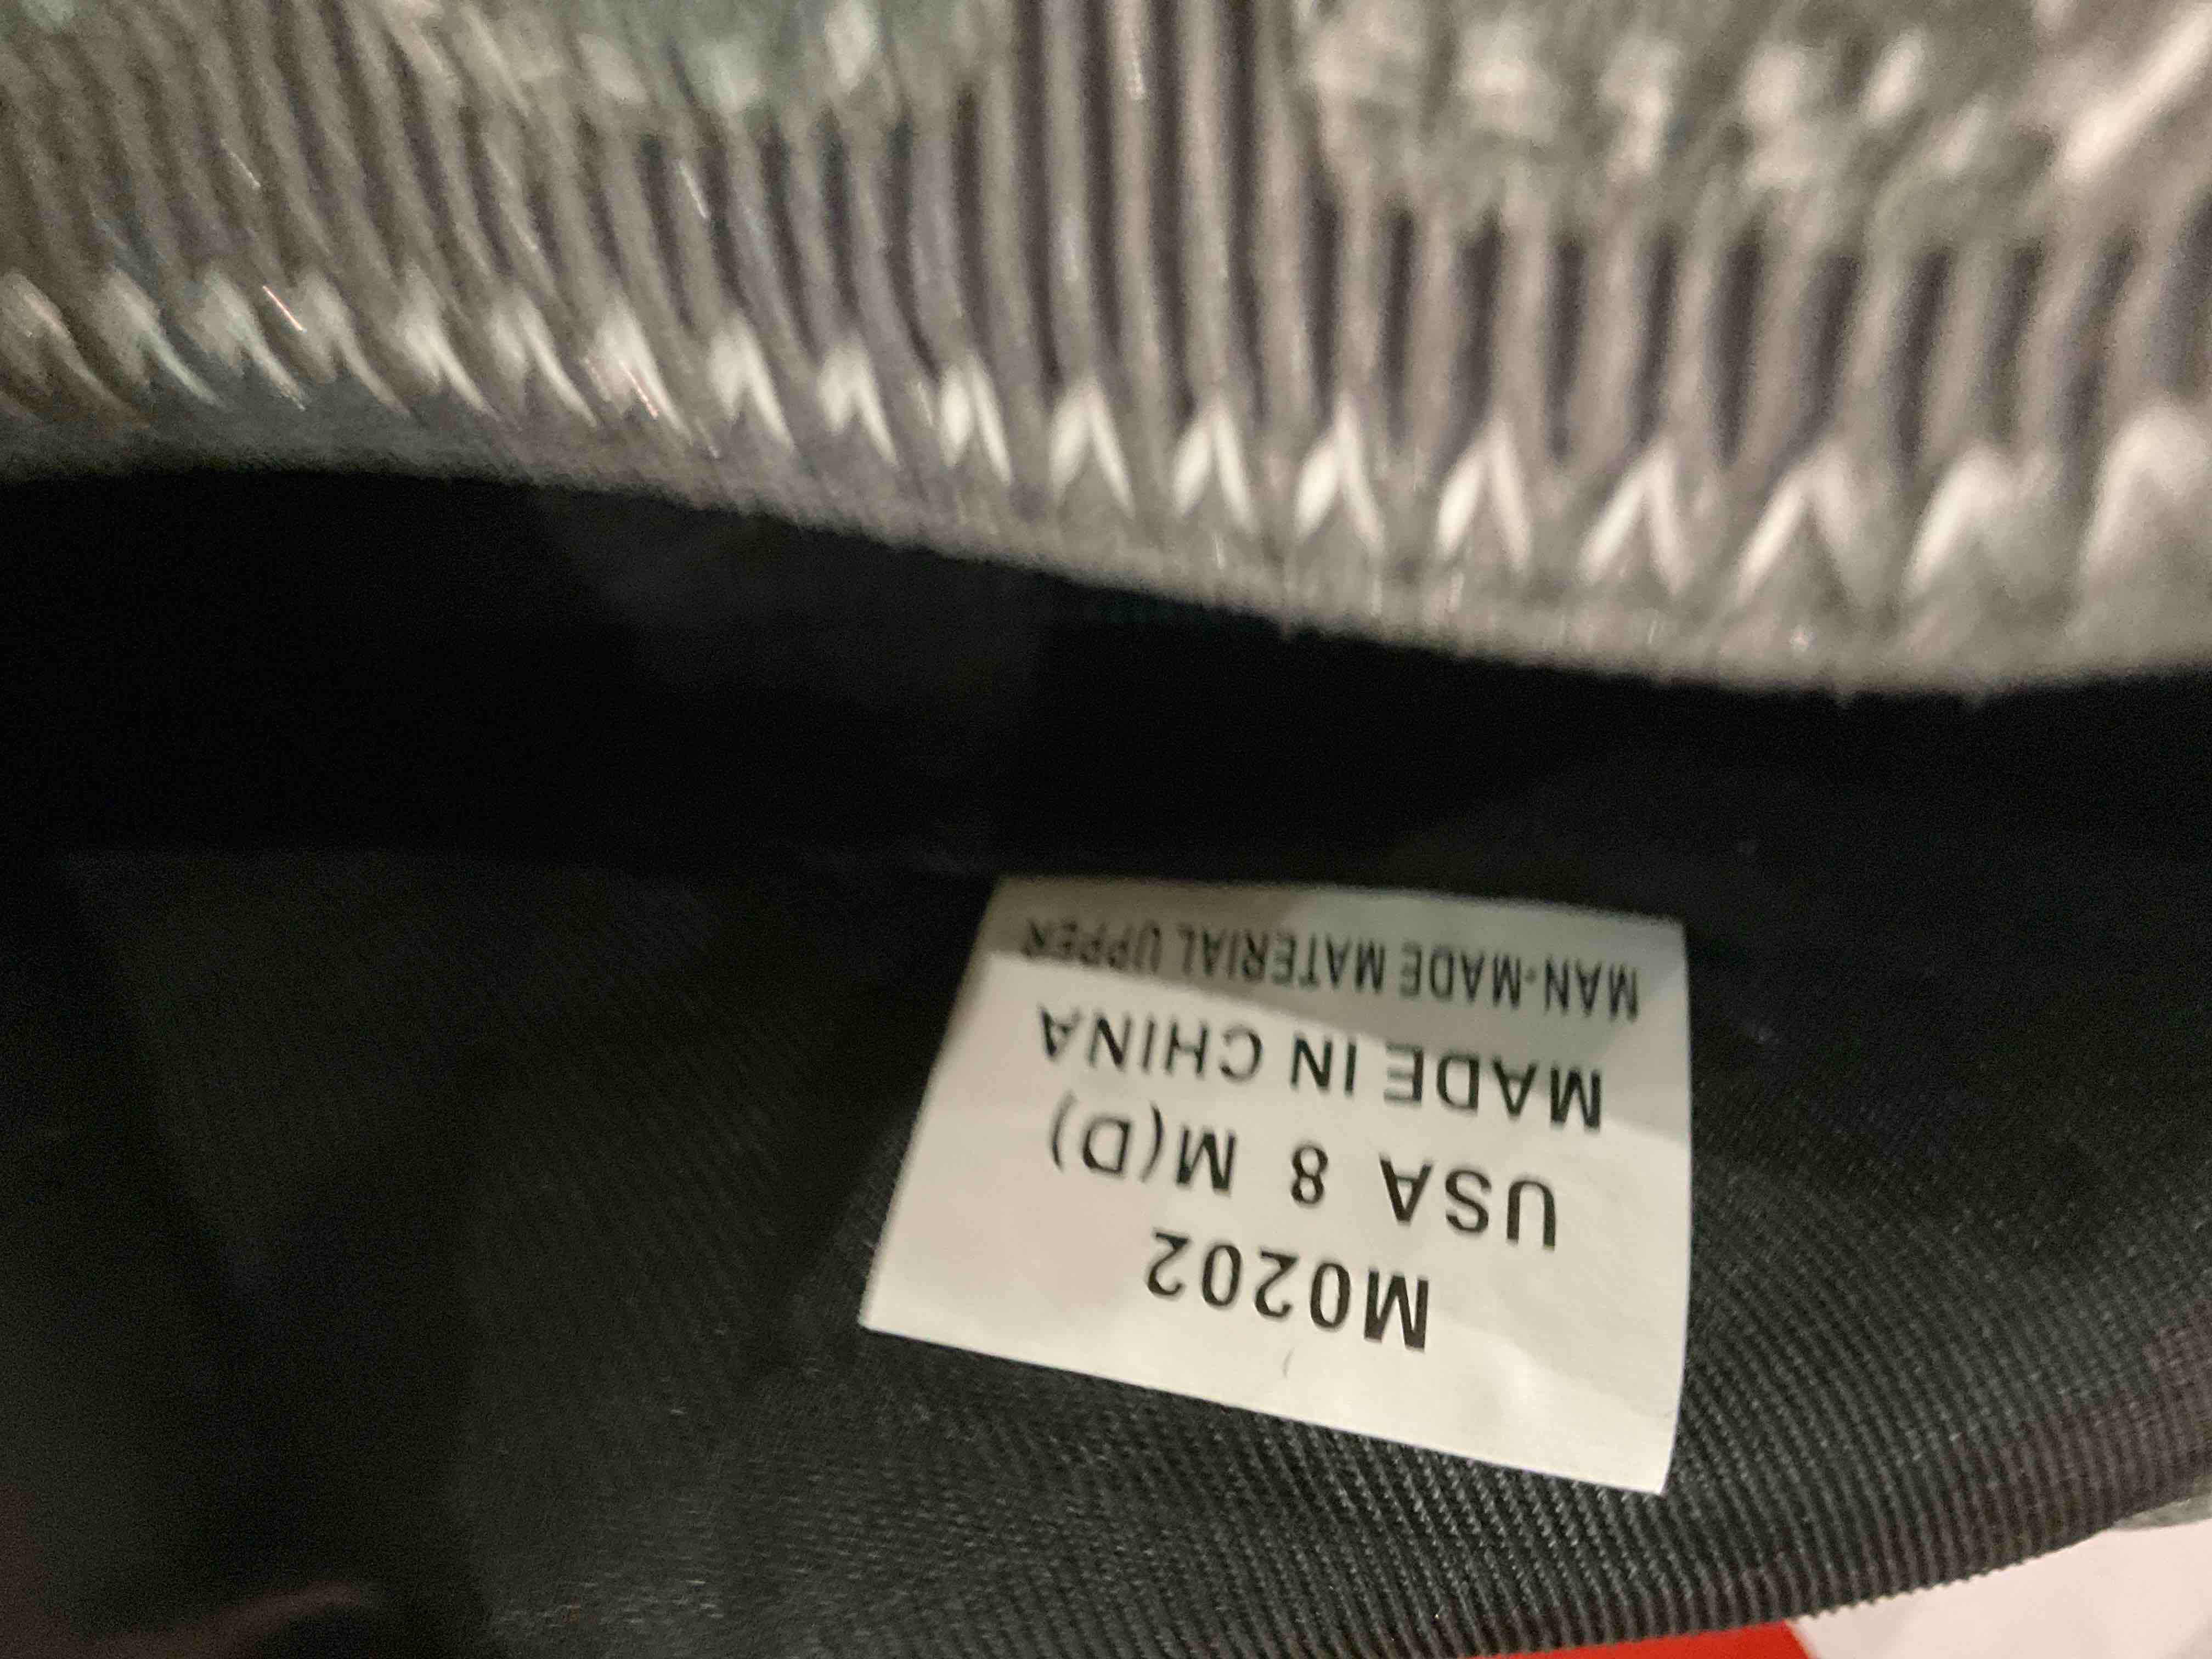 M0202
USA 8 M(D)
MADE IN CHINA
MAN-MADE MATERIAL UPPER